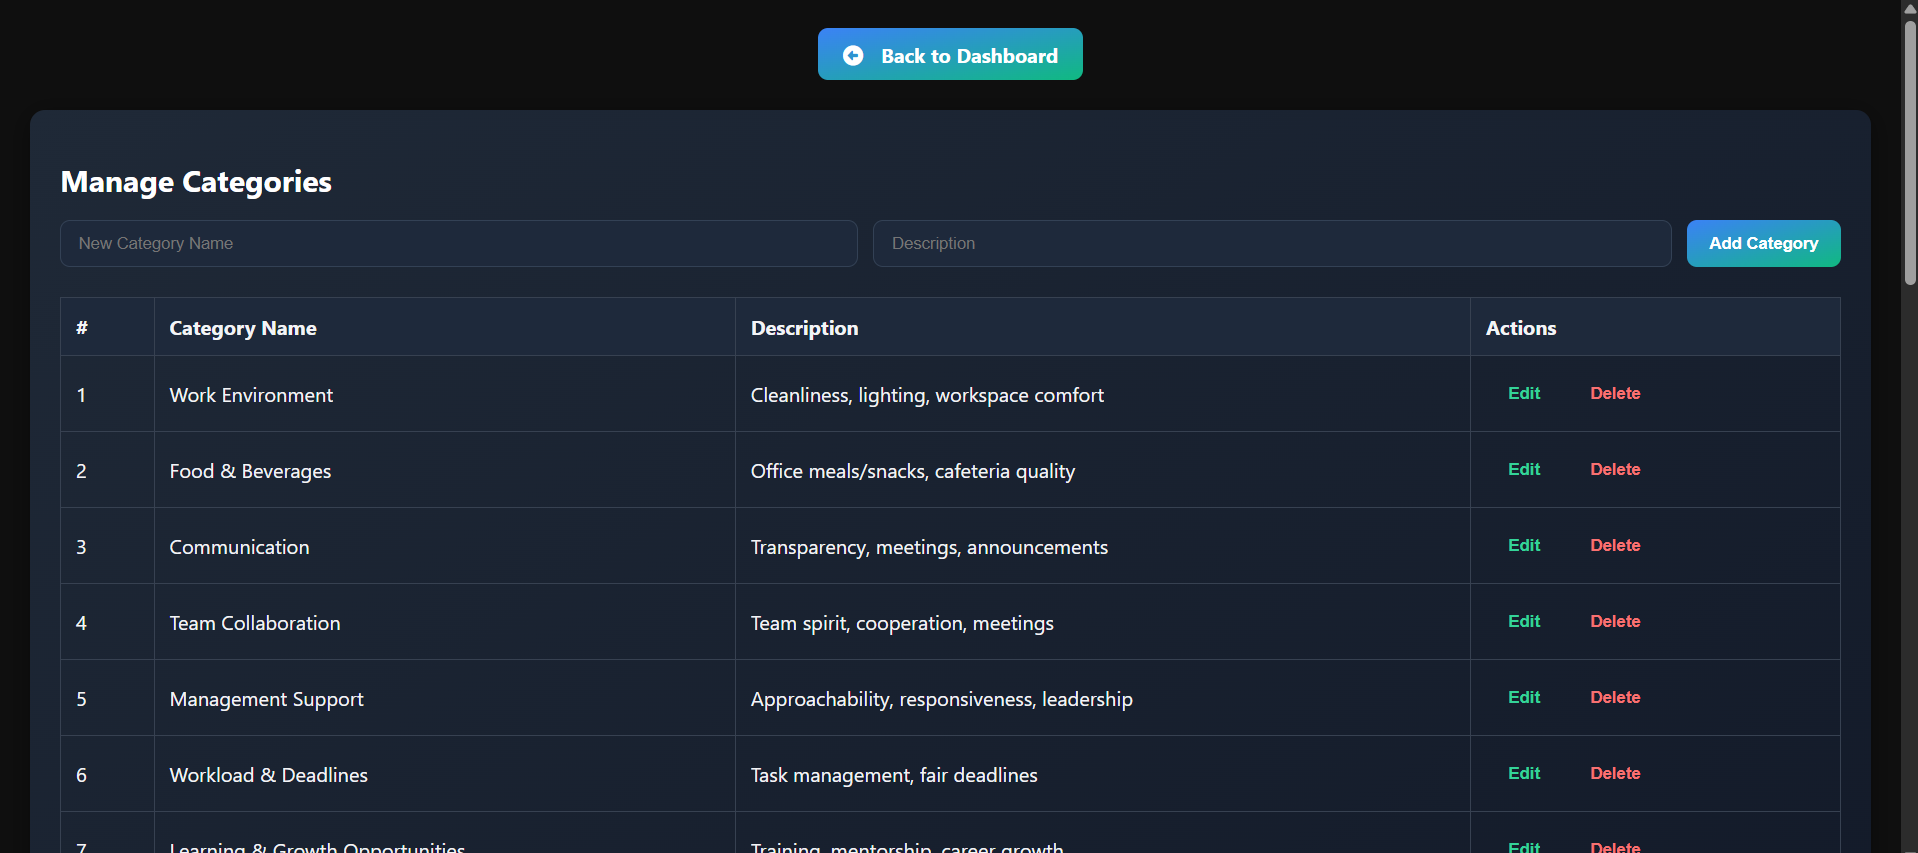 Back to Dashboard
Manage Categories
New Category Name Description Add Category
# Category Name Description Actions
1 Work Environment Cleanliness, lighting, workspace comfort Edit Delete
2 Food & Beverages Office meals/snacks, cafeteria quality Edit Delete
3 Communication Transparency, meetings, announcements Edit Delete
4 Team Collaboration Team spirit, cooperation, meetings Edit Delete
5 Management Support Approachability, responsiveness, leadership Edit Delete
6 Workload & Deadlines Task management, fair deadlines Edit Delete
7 Learning & Growth Opportunities Training, mentorship, career growth Edit Delete